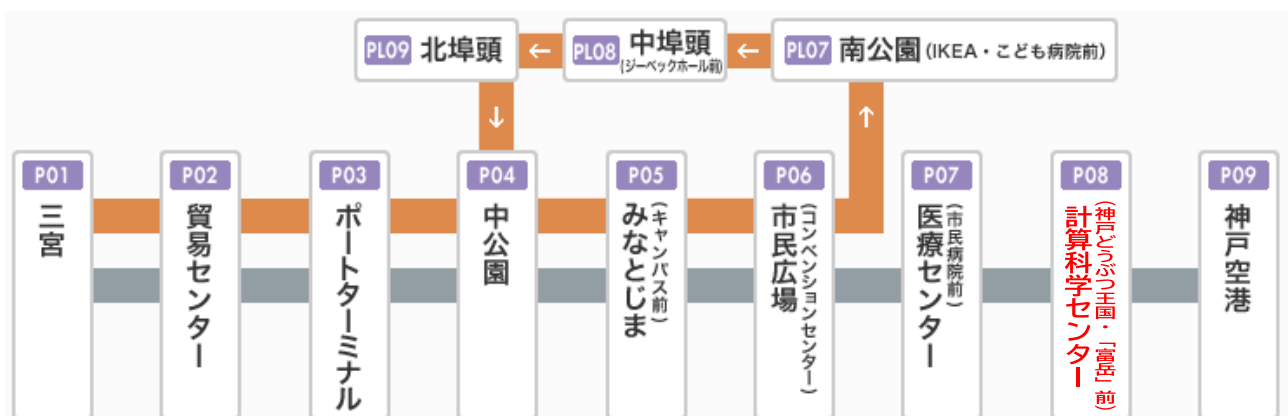 PL09 北埠頭
←
PL08 中埠頭
(ジーベックホール前)
←
PL07 南公園 (IKEA・こども病院前)
↓
↑
P01
三宮
P02
貿易センター
P03
ポートターミナル
P04
中公園
P05
みなとじま
(キャンパス前)
P06
市民広場
(コンベンションセンター)
P07
医療センター
(市民病院前)
P08
計算科学センター
(神戸どうぶつ王国・「富岳」前)
P09
神戸空港